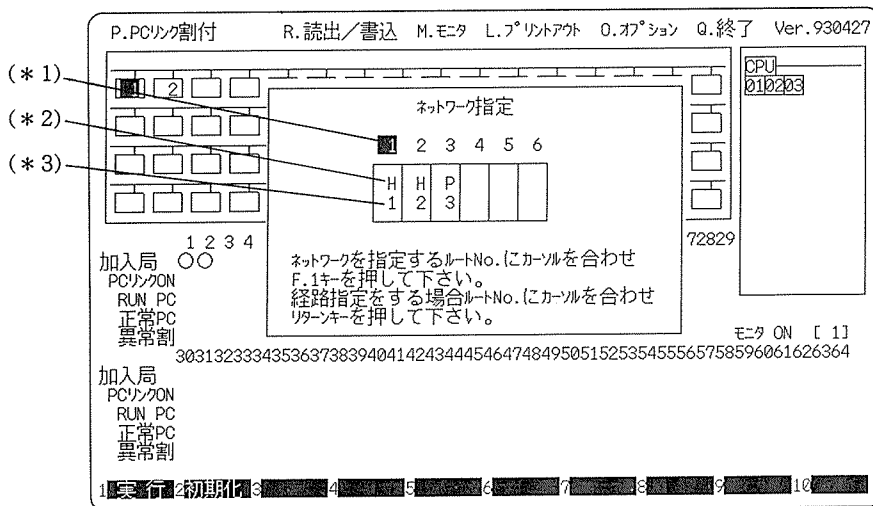 P.PCﾘﾝｸ割付 R.読出／書込 M.ﾓﾆﾀ L.ﾌﾟﾘﾝﾄｱｳﾄ O.ｵﾌﾟｼｮﾝ Q.終了 Ver.930427
(＊1)
(＊2)
(＊3)
1 2
CPU
010203
ﾈｯﾄﾜｰｸ指定
1 2 3 4 5 6
H H P
1 2 3
ﾈｯﾄﾜｰｸを指定するﾙｰﾄNo.にｶｰｿﾙを合わせ
F.1ｷｰを押して下さい。
経路指定をする場合ﾙｰﾄNo.にｶｰｿﾙを合わせ
ﾘﾀｰﾝｷｰを押して下さい。
1 2 3 4 72829
加入局 ○○
PCﾘﾝｸON
RUN PC
正常PC
異常割
ﾓﾆﾀ ON [ 1]
3031323334353637383940414243444546474849505152535455565758596061626364
加入局
PCﾘﾝｸON
RUN PC
正常PC
異常割
1 実 行 2初期化 3 4 5 6 7 8 9 10